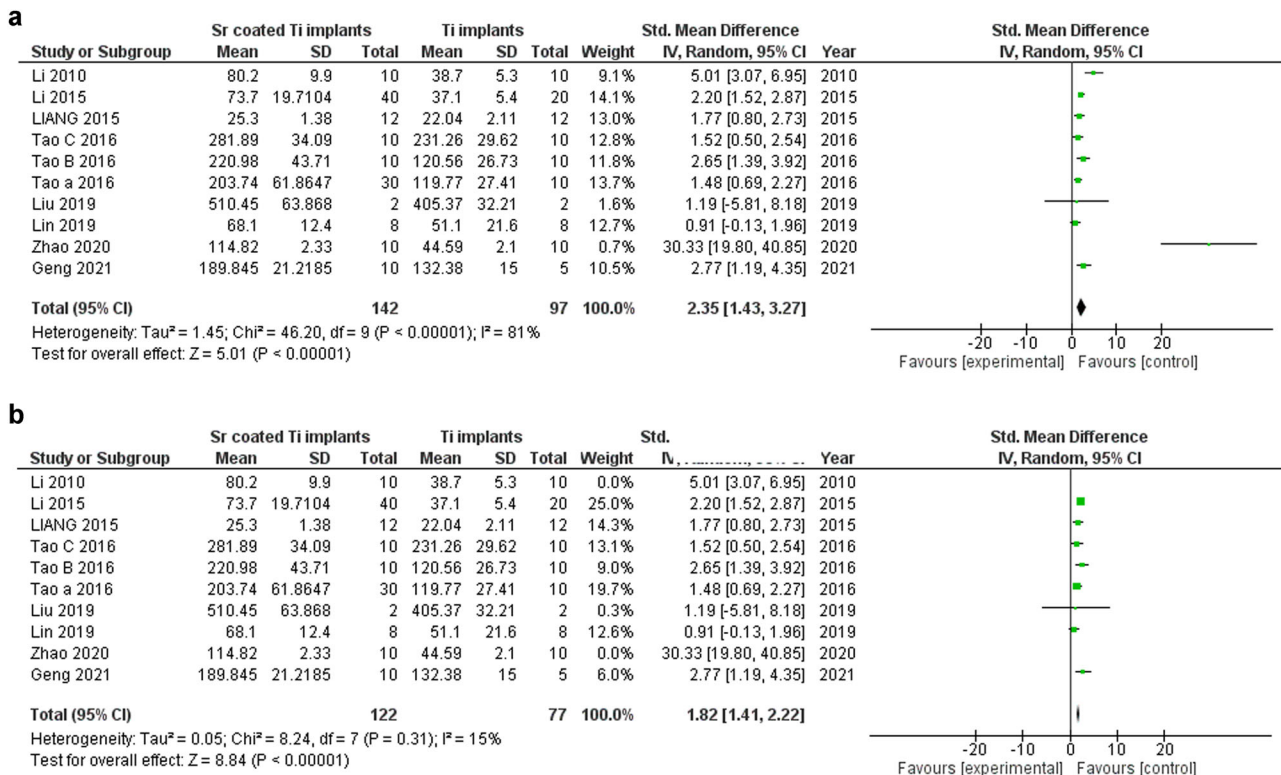 a
Sr coated Ti implants Ti implants Std. Mean Difference Std. Mean Difference
Study or Subgroup Mean SD Total Mean SD Total Weight IV, Random, 95% CI Year IV, Random, 95% CI
Li 2010 80.2 9.9 10 38.7 5.3 10 9.1% 5.01 [3.07, 6.95] 2010
Li 2015 73.7 19.7104 40 37.1 5.4 20 14.1% 2.20 [1.52, 2.87] 2015
LIANG 2015 25.3 1.38 12 22.04 2.11 12 13.0% 1.77 [0.80, 2.73] 2015
Tao C 2016 281.89 34.09 10 231.26 29.62 10 12.8% 1.52 [0.50, 2.54] 2016
Tao B 2016 220.98 43.71 10 120.56 26.73 10 11.8% 2.65 [1.39, 3.92] 2016
Tao a 2016 203.74 61.8647 30 119.77 27.41 10 13.7% 1.48 [0.69, 2.27] 2016
Liu 2019 510.45 63.868 2 405.37 32.21 2 1.6% 1.19 [-5.81, 8.18] 2019
Lin 2019 68.1 12.4 8 51.1 21.6 8 12.7% 0.91 [-0.13, 1.96] 2019
Zhao 2020 114.82 2.33 10 44.59 2.1 10 0.7% 30.33 [19.80, 40.85] 2020
Geng 2021 189.845 21.2185 10 132.38 15 5 10.5% 2.77 [1.19, 4.35] 2021
Total (95% CI) 142 97 100.0% 2.35 [1.43, 3.27]
Heterogeneity: Tau² = 1.45; Chi² = 46.20, df = 9 (P < 0.00001); I² = 81%
Test for overall effect: Z = 5.01 (P < 0.00001)
-20 -10 0 10 20
Favours [experimental] Favours [control]
b
Sr coated Ti implants Ti implants Std. Std. Mean Difference
Study or Subgroup Mean SD Total Mean SD Total Weight Year IV, Random, 95% CI
Li 2010 80.2 9.9 10 38.7 5.3 10 0.0% 5.01 [3.07, 6.95] 2010
Li 2015 73.7 19.7104 40 37.1 5.4 20 25.0% 2.20 [1.52, 2.87] 2015
LIANG 2015 25.3 1.38 12 22.04 2.11 12 14.3% 1.77 [0.80, 2.73] 2015
Tao C 2016 281.89 34.09 10 231.26 29.62 10 13.1% 1.52 [0.50, 2.54] 2016
Tao B 2016 220.98 43.71 10 120.56 26.73 10 9.0% 2.65 [1.39, 3.92] 2016
Tao a 2016 203.74 61.8647 30 119.77 27.41 10 19.7% 1.48 [0.69, 2.27] 2016
Liu 2019 510.45 63.868 2 405.37 32.21 2 0.3% 1.19 [-5.81, 8.18] 2019
Lin 2019 68.1 12.4 8 51.1 21.6 8 12.6% 0.91 [-0.13, 1.96] 2019
Zhao 2020 114.82 2.33 10 44.59 2.1 10 0.0% 30.33 [19.80, 40.85] 2020
Geng 2021 189.845 21.2185 10 132.38 15 5 6.0% 2.77 [1.19, 4.35] 2021
Total (95% CI) 122 77 100.0% 1.82 [1.41, 2.22]
Heterogeneity: Tau² = 0.05; Chi² = 8.24, df = 7 (P = 0.31); I² = 15%
Test for overall effect: Z = 8.84 (P < 0.00001)
-20 -10 0 10 20
Favours [experimental] Favours [control]